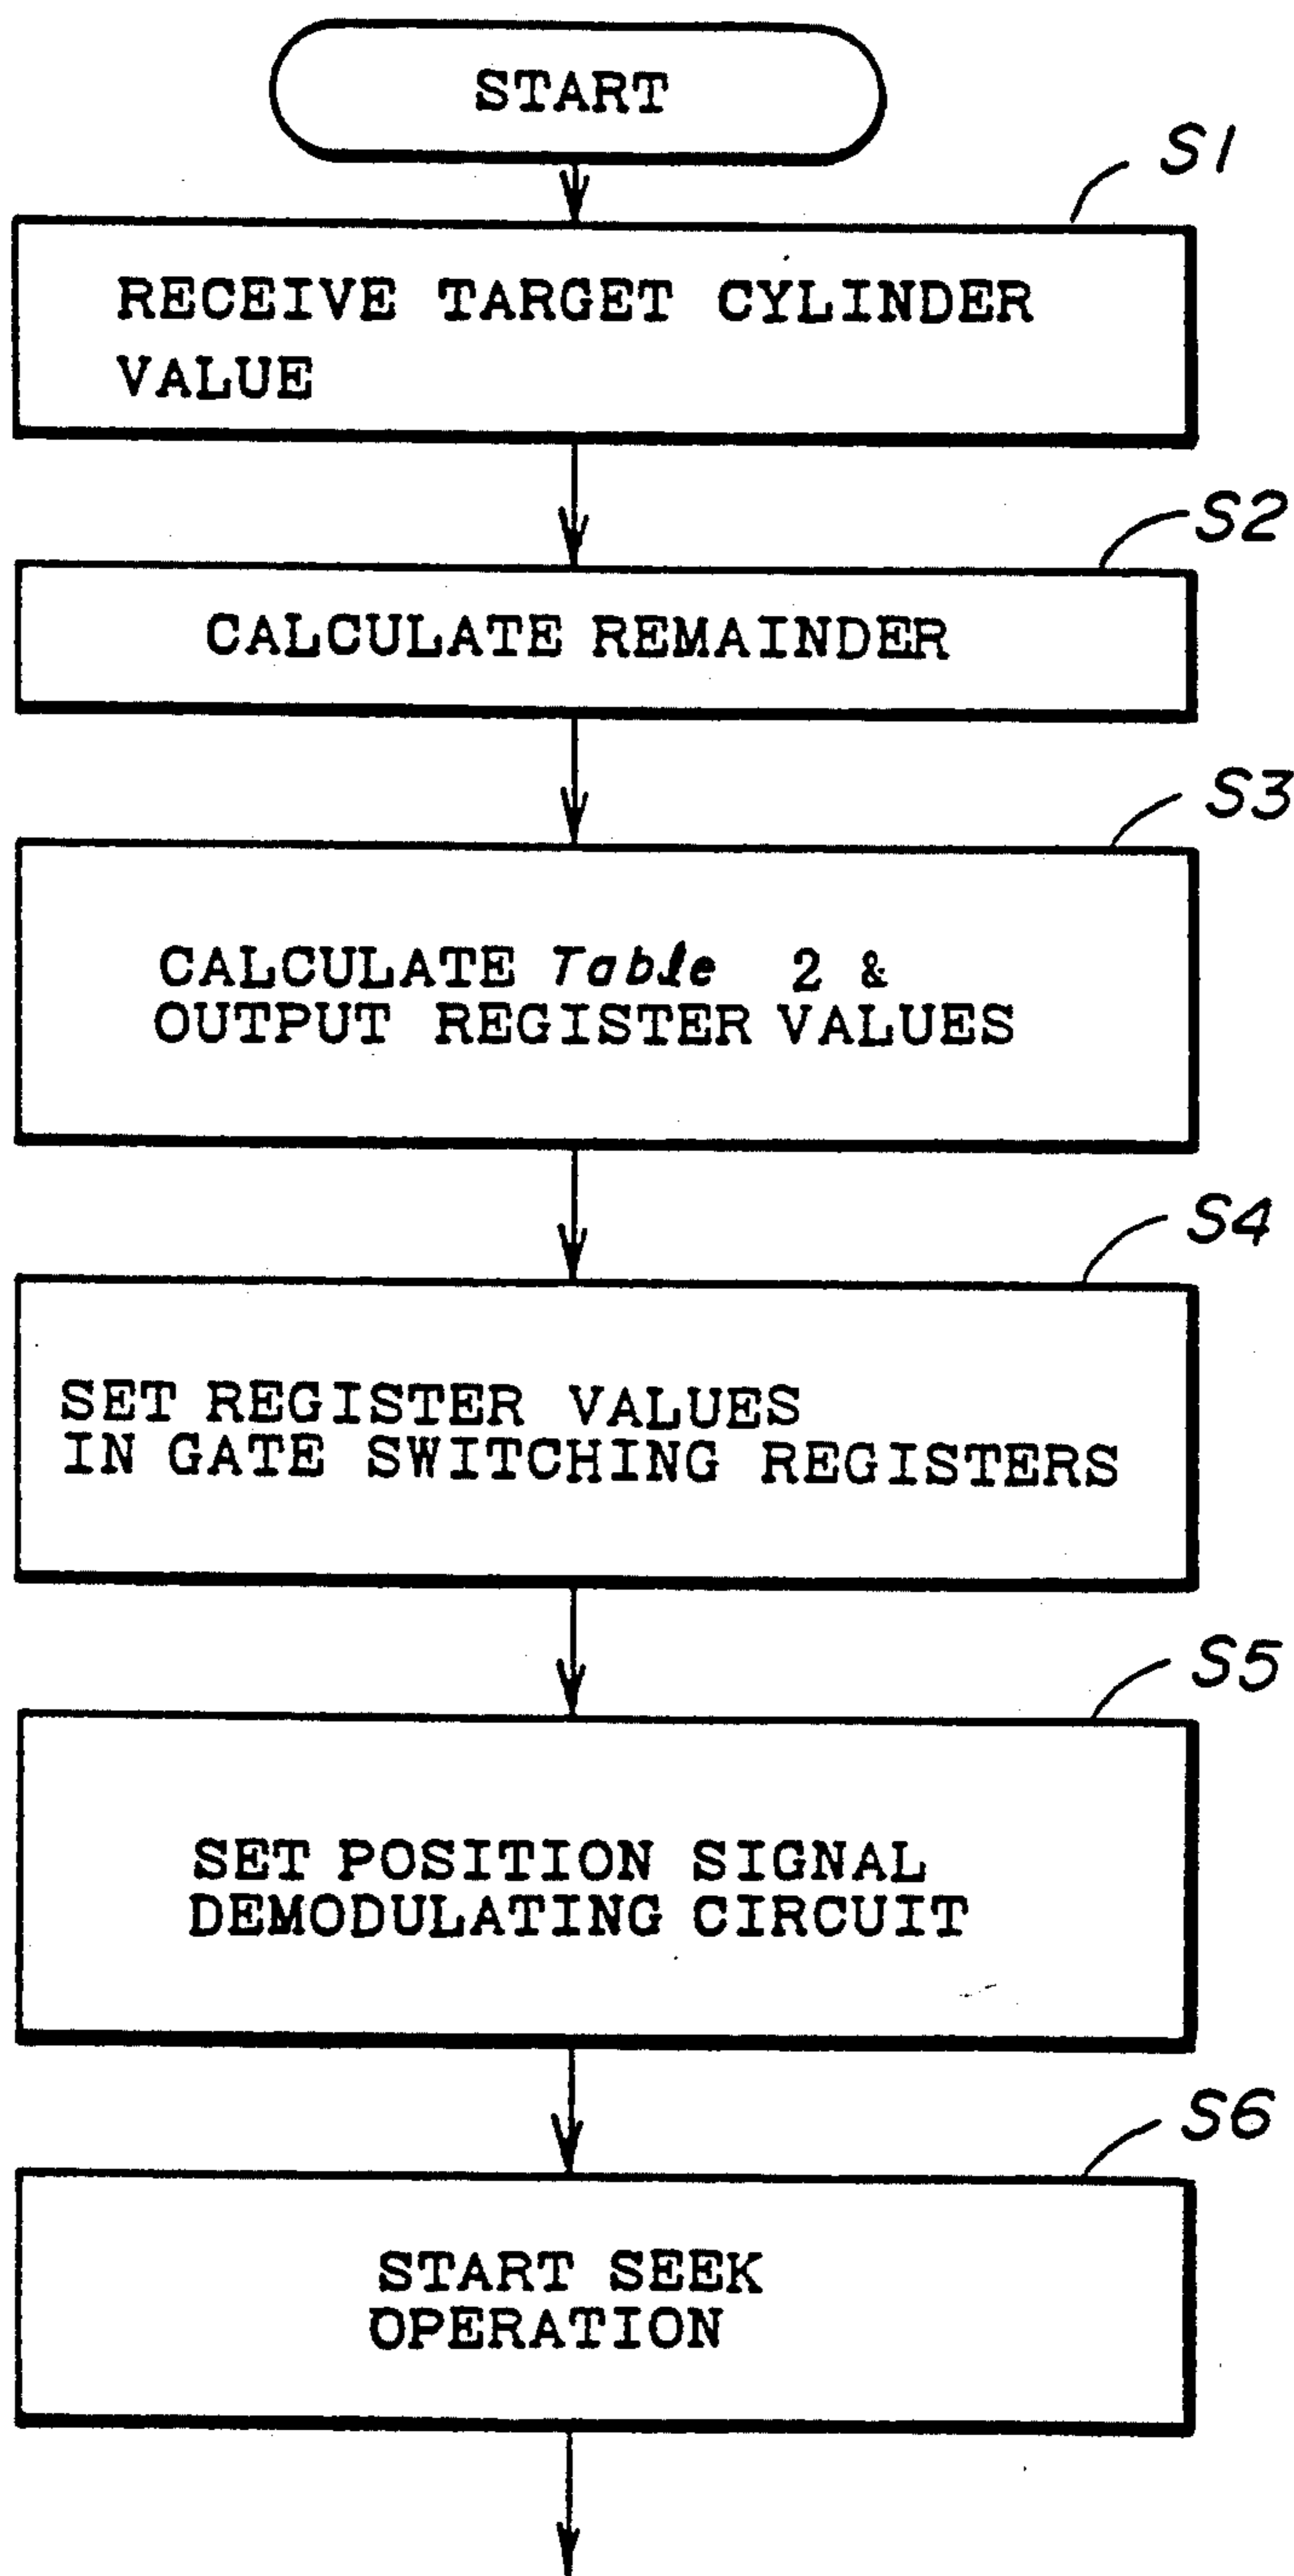 START
S1
RECEIVE TARGET CYLINDER
VALUE
S2
CALCULATE REMAINDER
S3
CALCULATE Table 2 &
OUTPUT REGISTER VALUES
S4
SET REGISTER VALUES
IN GATE SWITCHING REGISTERS
S5
SET POSITION SIGNAL
DEMODULATING CIRCUIT
S6
START SEEK
OPERATION